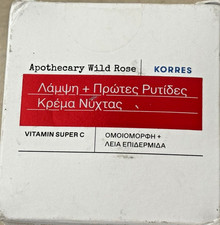 Apothecary Wild Rose | KORRES
Λάμψη + Πρώτες Ρυτίδες
Κρέμα Νύχτας
VITAMIN SUPER C
ΟΜΟΙΟΜΟΡΦΗ +
ΛΕΙΑ ΕΠΙΔΕΡΜΙΔΑ